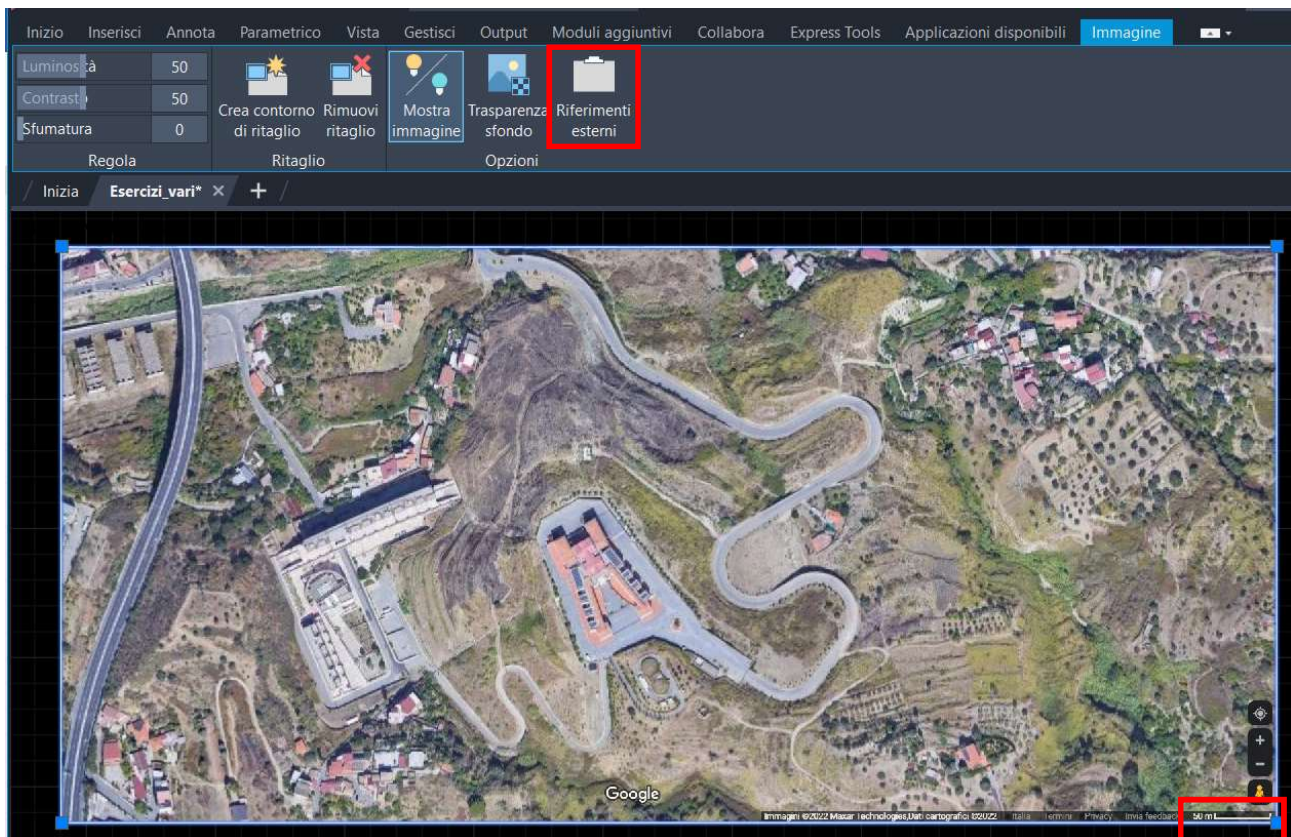 Inizio Inserisci Annota Parametrico Vista Gestisci Output Moduli aggiuntivi Collabora Express Tools Applicazioni disponibili Immagine
Luminosità 50
Contrasto 50
Sfumatura 0
Crea contorno di ritaglio
Rimuovi ritaglio
Mostra immagine
Trasparenza sfondo
Riferimenti esterni
Regola Ritaglio Opzioni
Inizia Esercizi_vari*
Google
Immagini ©2022 Maxar Technologies,Dati cartografici ©2022 Italia Termini Privacy Invia feedback 50 m